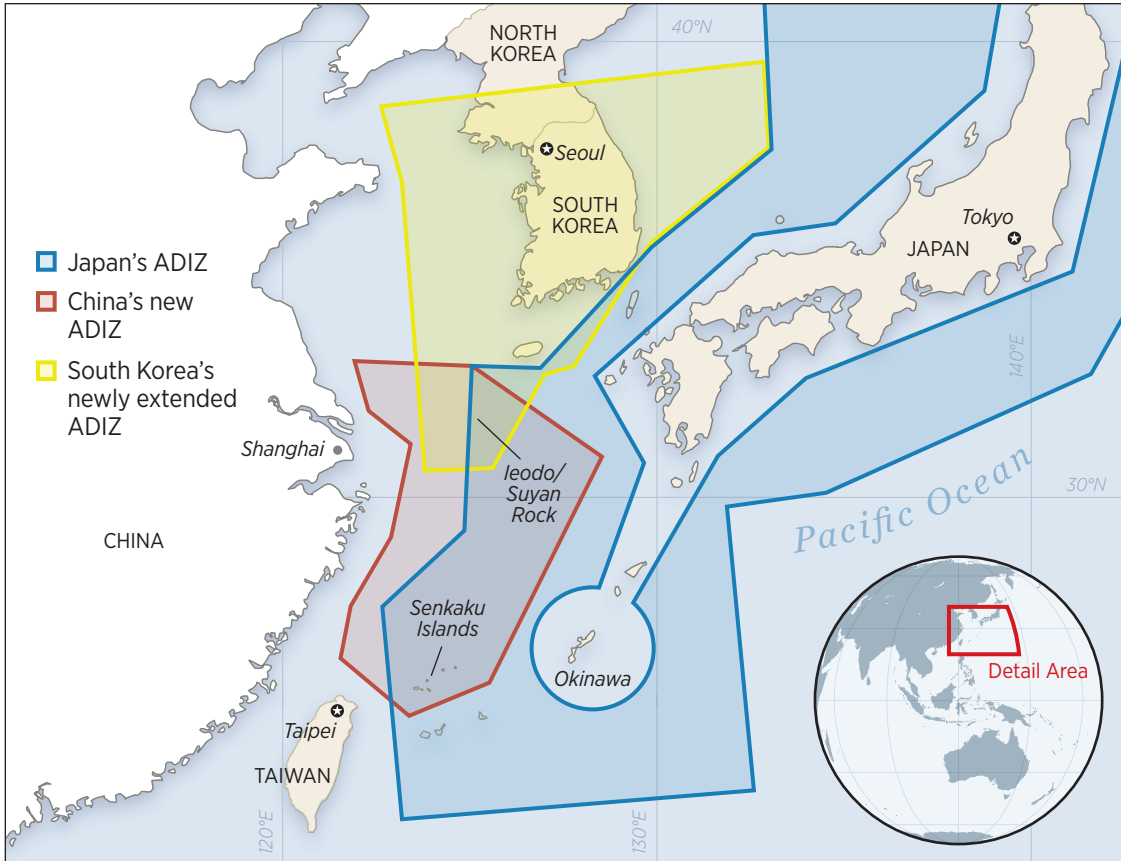 NORTH
KOREA
40°N
Seoul
SOUTH
KOREA
Tokyo
JAPAN
Japan's ADIZ
China's new
ADIZ
South Korea's
newly extended
ADIZ
140°E
Shanghai
Ieodo/
Suyan
Rock
30°N
Pacific Ocean
CHINA
Senkaku
Islands
Okinawa
Detail Area
Taipei
TAIWAN
120°E
130°E